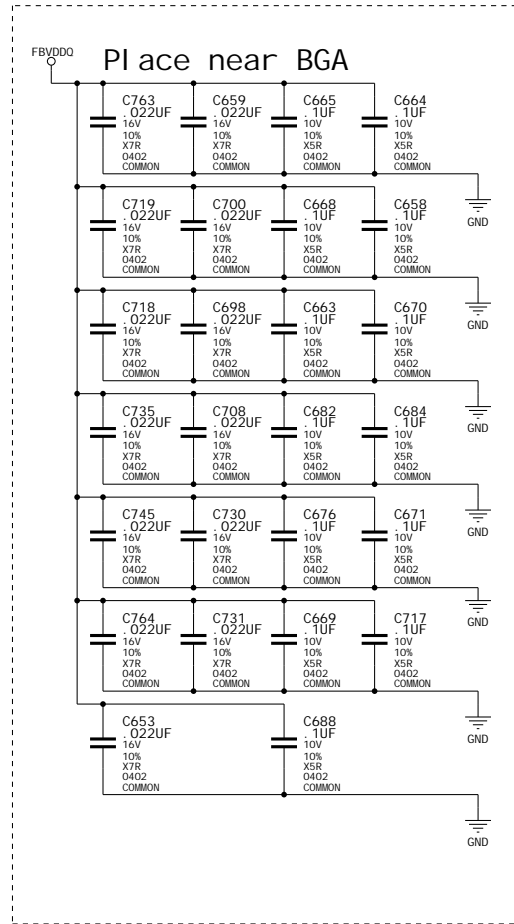 FBVDDQ
Place near BGA
C763 C659 C665 C664
.022UF .022UF .1UF .1UF
16V 16V 10V 10V
10% 10% 10% 10%
X7R X7R X5R X5R
0402 0402 0402 0402
COMMON COMMON COMMON COMMON
GND
C719 C700 C668 C658
.022UF .022UF .1UF .1UF
16V 16V 10V 10V
10% 10% 10% 10%
X7R X7R X5R X5R
0402 0402 0402 0402
COMMON COMMON COMMON COMMON
GND
C718 C698 C663 C670
.022UF .022UF .1UF .1UF
16V 16V 10V 10V
10% 10% 10% 10%
X7R X7R X5R X5R
0402 0402 0402 0402
COMMON COMMON COMMON COMMON
GND
C735 C708 C682 C684
.022UF .022UF .1UF .1UF
16V 16V 10V 10V
10% 10% 10% 10%
X7R X7R X5R X5R
0402 0402 0402 0402
COMMON COMMON COMMON COMMON
GND
C745 C730 C676 C671
.022UF .022UF .1UF .1UF
16V 16V 10V 10V
10% 10% 10% 10%
X7R X7R X5R X5R
0402 0402 0402 0402
COMMON COMMON COMMON COMMON
GND
C764 C731 C669 C717
.022UF .022UF .1UF .1UF
16V 16V 10V 10V
10% 10% 10% 10%
X7R X7R X5R X5R
0402 0402 0402 0402
COMMON COMMON COMMON COMMON
GND
C653 C688
.022UF .1UF
16V 10V
10% 10%
X7R X5R
0402 0402
COMMON COMMON
GND